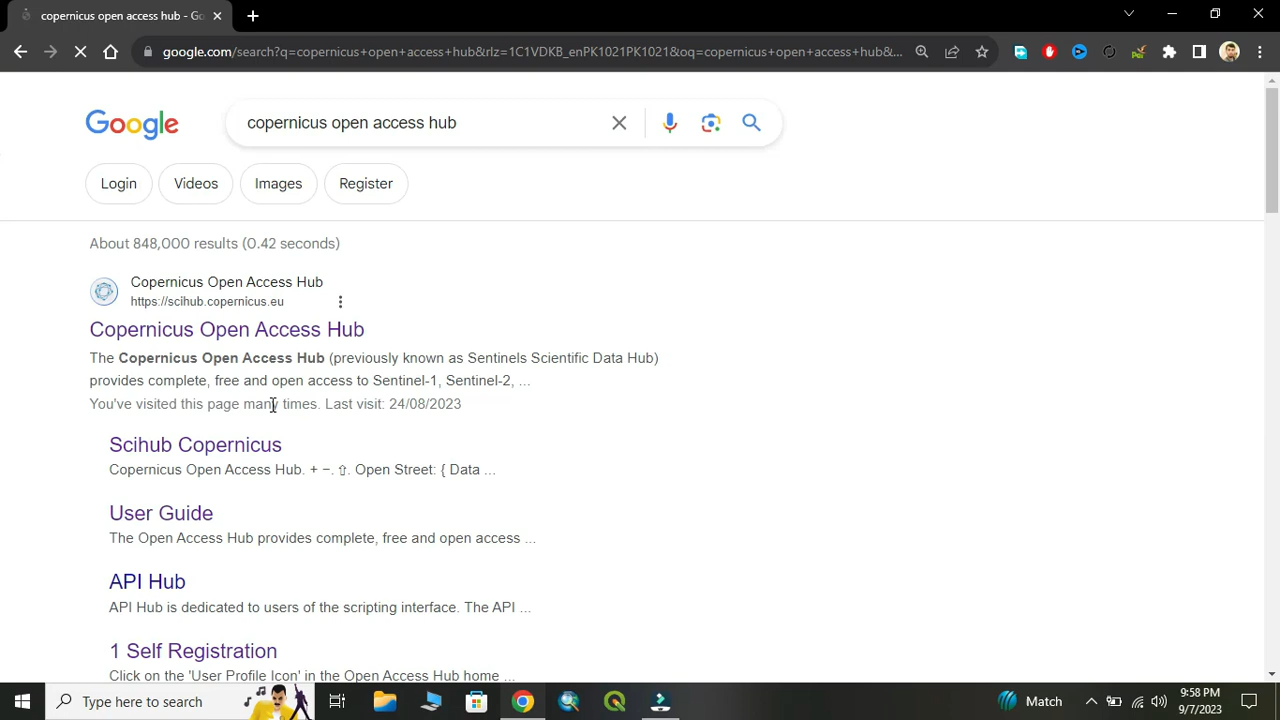 copernicus open access hub - Go
google.com/search?q=copernicus+open+access+hub&rlz=1C1VDKB_enPK1021PK1021&oq=copernicus+open+access+hub&...
Google
copernicus open access hub
Login
Videos
Images
Register
About 848,000 results (0.42 seconds)
Copernicus Open Access Hub
https://scihub.copernicus.eu
Copernicus Open Access Hub
The Copernicus Open Access Hub (previously known as Sentinels Scientific Data Hub)
provides complete, free and open access to Sentinel-1, Sentinel-2, ...
You've visited this page many times. Last visit: 24/08/2023
Scihub Copernicus
Copernicus Open Access Hub. + −. ⇧. Open Street: { Data ...
User Guide
The Open Access Hub provides complete, free and open access ...
API Hub
API Hub is dedicated to users of the scripting interface. The API ...
1 Self Registration
Click on the 'User Profile Icon' in the Open Access Hub home ...
Type here to search
Match
9:58 PM
9/7/2023